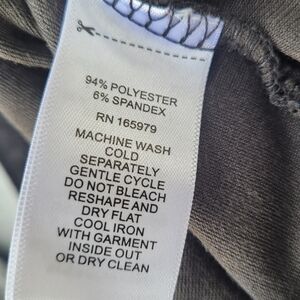 94% POLYESTER
6% SPANDEX
RN 165979
MACHINE WASH
COLD
SEPARATELY
GENTLE CYCLE
DO NOT BLEACH
RESHAPE AND
DRY FLAT
COOL IRON
WITH GARMENT
INSIDE OUT
OR DRY CLEAN